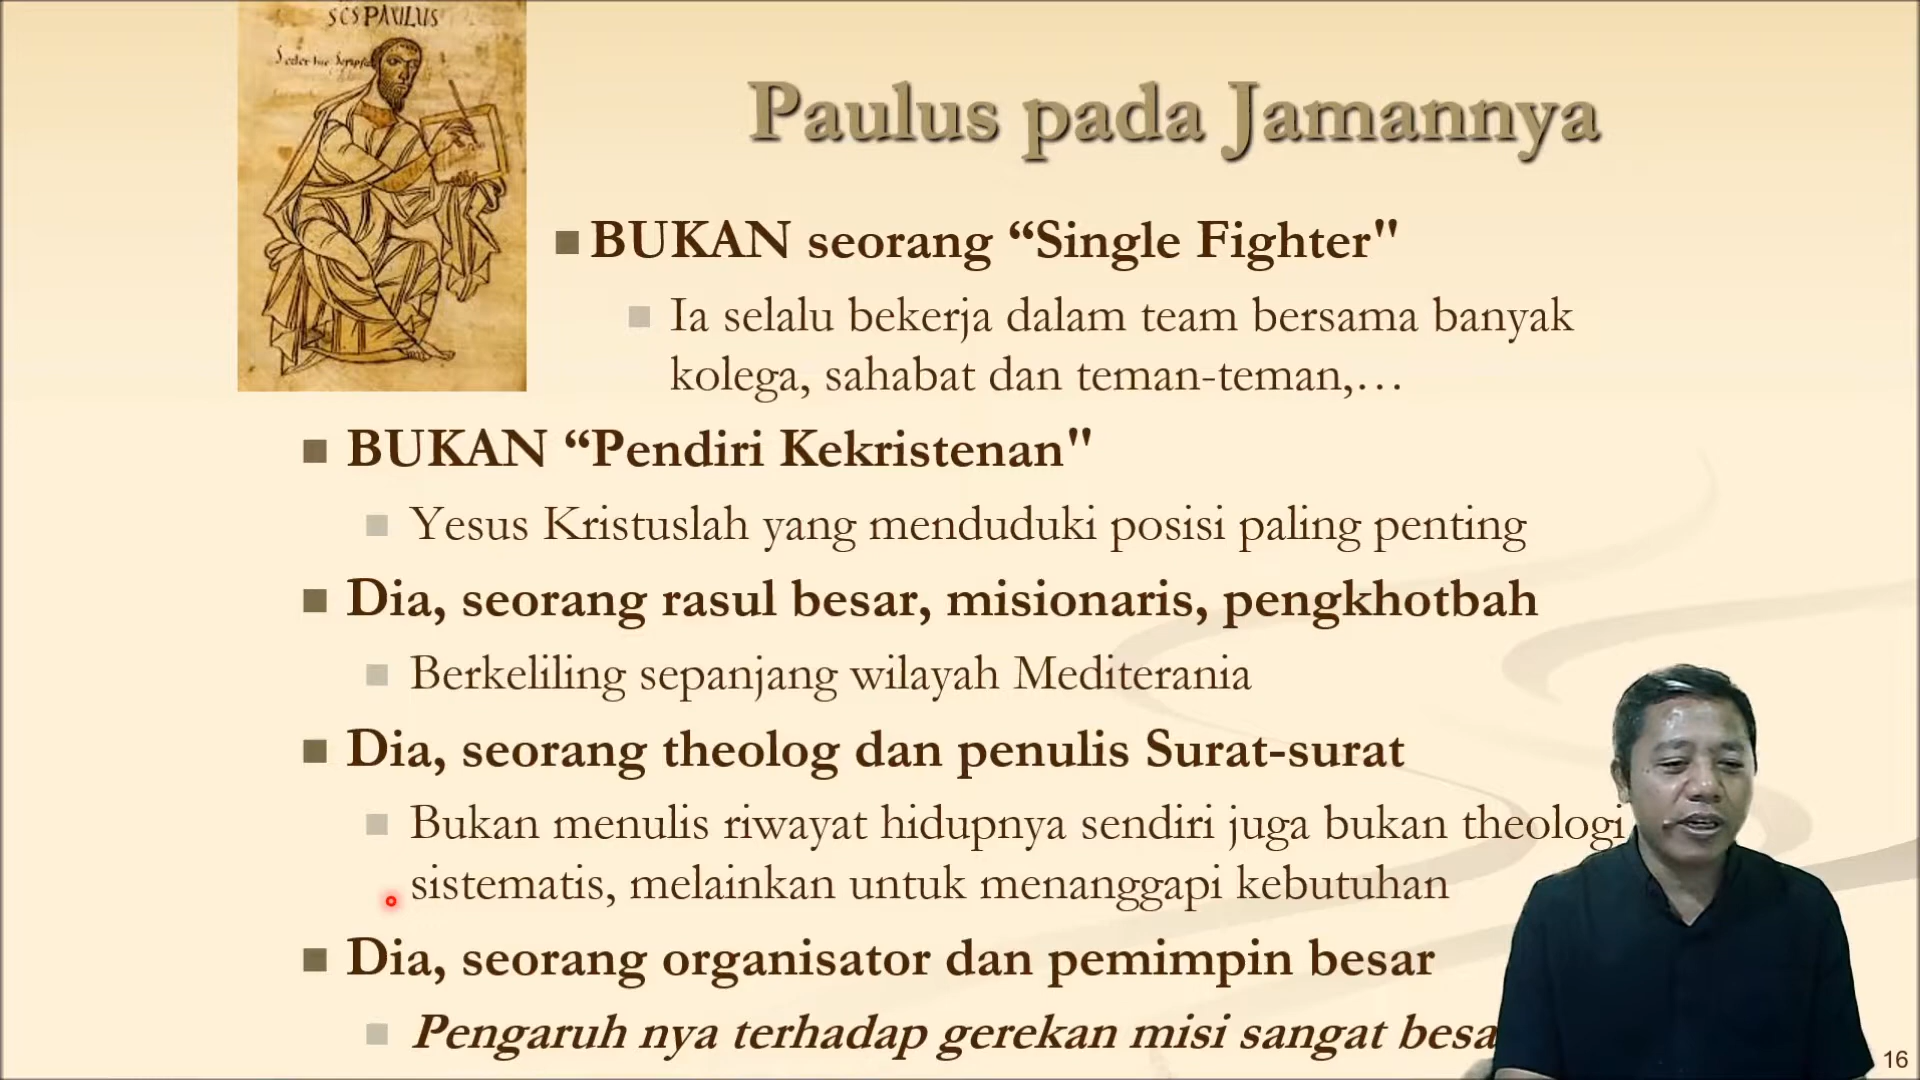 SCS PAULUS
Paulus pada Jamannya
BUKAN seorang “Single Fighter"
Ia selalu bekerja dalam team bersama banyak
kolega, sahabat dan teman-teman,…
BUKAN “Pendiri Kekristenan"
Yesus Kristuslah yang menduduki posisi paling penting
Dia, seorang rasul besar, misionaris, pengkhotbah
Berkeliling sepanjang wilayah Mediterania
Dia, seorang theolog dan penulis Surat-surat
Bukan menulis riwayat hidupnya sendiri juga bukan theologi
sistematis, melainkan untuk menanggapi kebutuhan
Dia, seorang organisator dan pemimpin besar
Pengaruh nya terhadap gerekan misi sangat besa
16